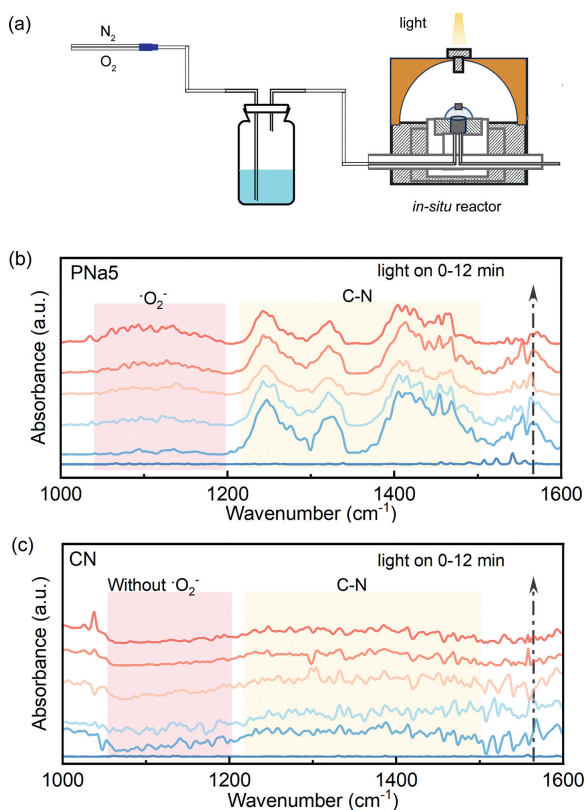 (a)
N₂
O₂
light
in-situ reactor
(b)
PNa5
light on 0-12 min
·O₂⁻
C-N
Absorbance (a.u.)
1000 1200 1400 1600
Wavenumber (cm⁻¹)
(c)
CN
light on 0-12 min
Without ·O₂⁻
C-N
Absorbance (a.u.)
1000 1200 1400 1600
Wavenumber (cm⁻¹)